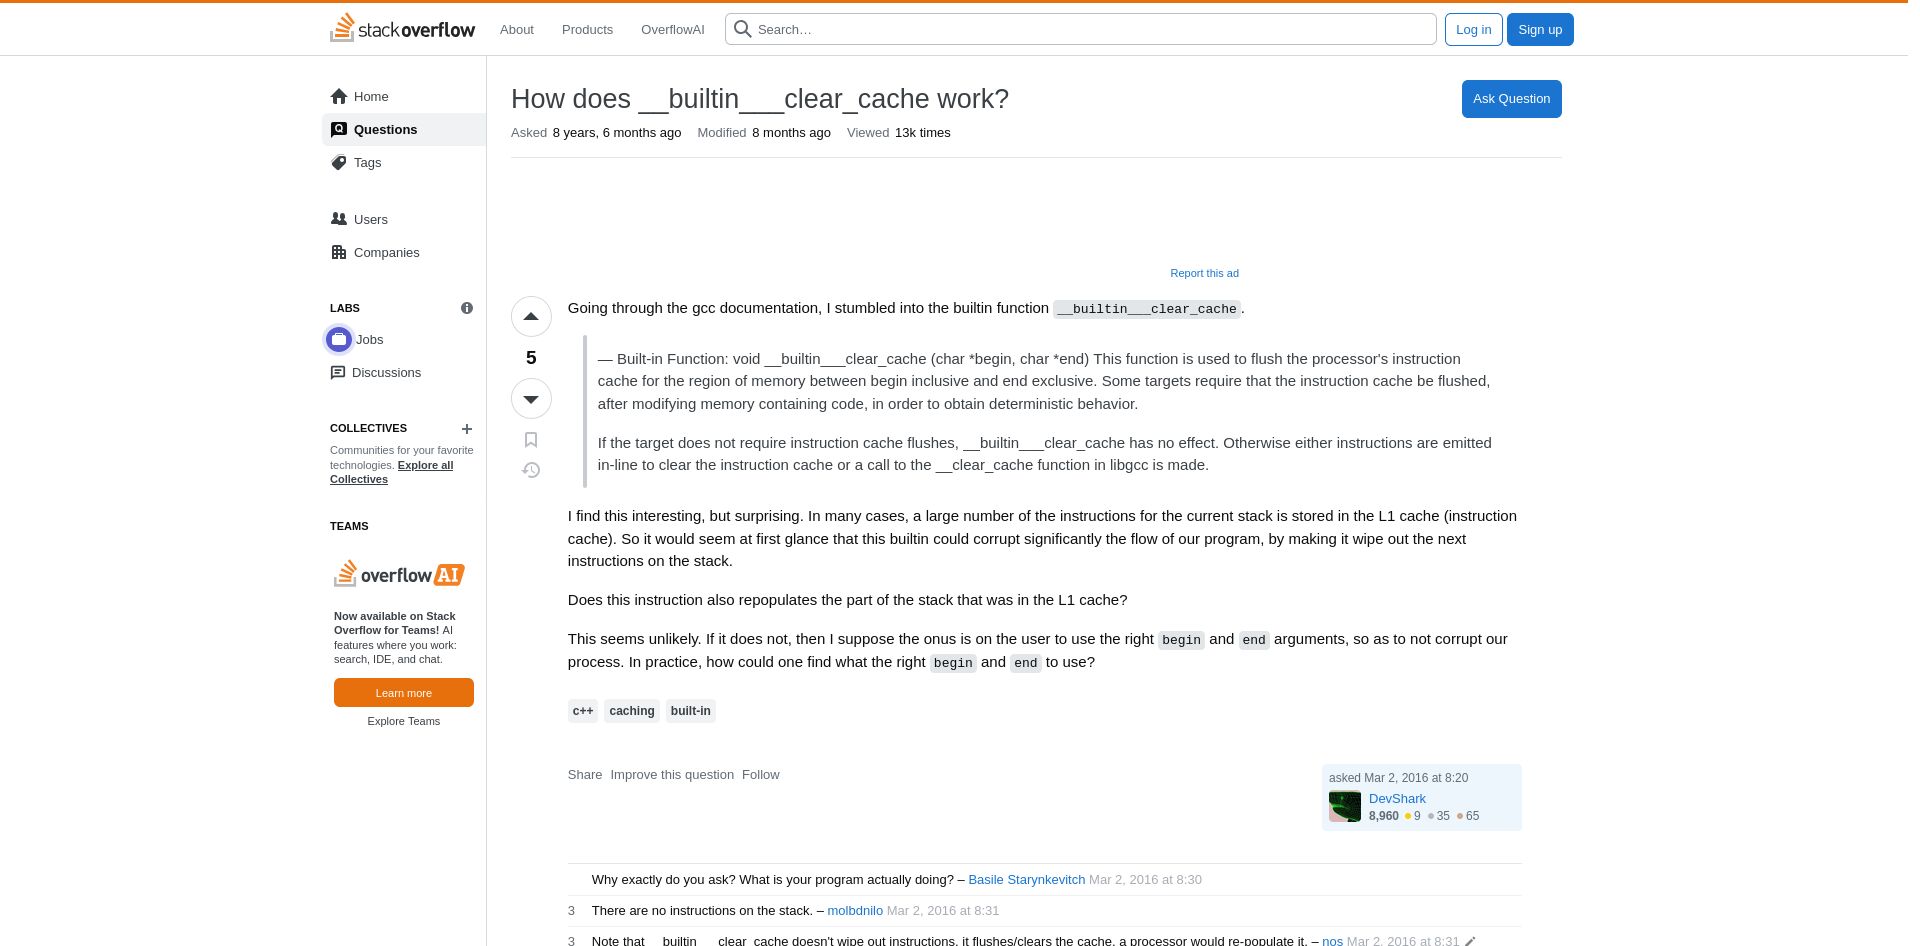 stackoverflow
About
Products
OverflowAI
Search…
Log in
Sign up
Home
Questions
Tags
Users
Companies
LABS
Jobs
Discussions
COLLECTIVES
Communities for your favorite
technologies. Explore all
Collectives
TEAMS
overflowAI
Now available on Stack
Overflow for Teams! AI
features where you work:
search, IDE, and chat.
Learn more
Explore Teams
How does __builtin___clear_cache work?
Ask Question
Asked 8 years, 6 months ago Modified 8 months ago Viewed 13k times
Report this ad
5
Going through the gcc documentation, I stumbled into the builtin function __builtin___clear_cache.
— Built-in Function: void __builtin___clear_cache (char *begin, char *end) This function is used to flush the processor's instruction
cache for the region of memory between begin inclusive and end exclusive. Some targets require that the instruction cache be flushed,
after modifying memory containing code, in order to obtain deterministic behavior.
If the target does not require instruction cache flushes, __builtin___clear_cache has no effect. Otherwise either instructions are emitted
in-line to clear the instruction cache or a call to the __clear_cache function in libgcc is made.
I find this interesting, but surprising. In many cases, a large number of the instructions for the current stack is stored in the L1 cache (instruction
cache). So it would seem at first glance that this builtin could corrupt significantly the flow of our program, by making it wipe out the next
instructions on the stack.
Does this instruction also repopulates the part of the stack that was in the L1 cache?
This seems unlikely. If it does not, then I suppose the onus is on the user to use the right begin and end arguments, so as to not corrupt our
process. In practice, how could one find what the right begin and end to use?
c++ caching built-in
Share Improve this question Follow
asked Mar 2, 2016 at 8:20
DevShark
8,960 9 35 65
Why exactly do you ask? What is your program actually doing? – Basile Starynkevitch Mar 2, 2016 at 8:30
3 There are no instructions on the stack. – molbdnilo Mar 2, 2016 at 8:31
3 Note that __builtin___clear_cache doesn't wipe out instructions, it flushes/clears the cache, a processor would re-populate it. – nos Mar 2, 2016 at 8:31